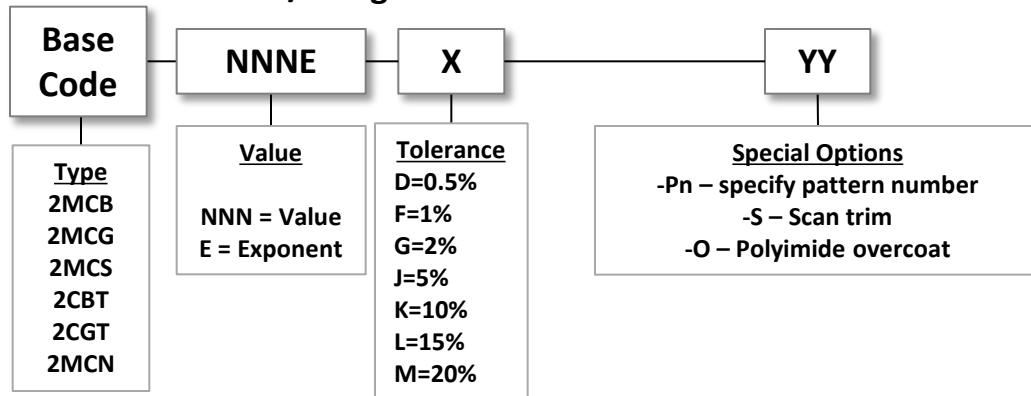 Base
Code
NNNE
X
YY
Type
2MCB
2MCG
2MCS
2CBT
2CGT
2MCN
Value
NNN = Value
E = Exponent
Tolerance
D=0.5%
F=1%
G=2%
J=5%
K=10%
L=15%
M=20%
Special Options
-Pn – specify pattern number
-S – Scan trim
-O – Polyimide overcoat